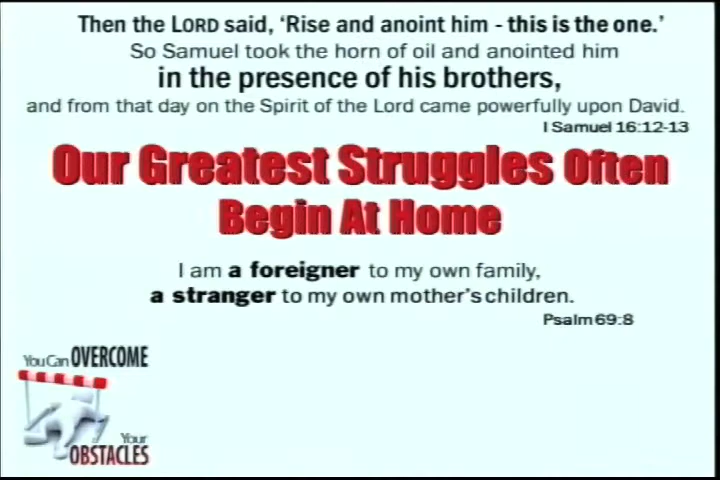 Then the LORD said, ‘Rise and anoint him - this is the one.’
So Samuel took the horn of oil and anointed him
in the presence of his brothers,
and from that day on the Spirit of the Lord came powerfully upon David.
I Samuel 16:12-13
Our Greatest Struggles Often
Begin At Home
I am a foreigner to my own family,
a stranger to my own mother's children.
Psalm 69:8
You Can OVERCOME
Your
OBSTACLES